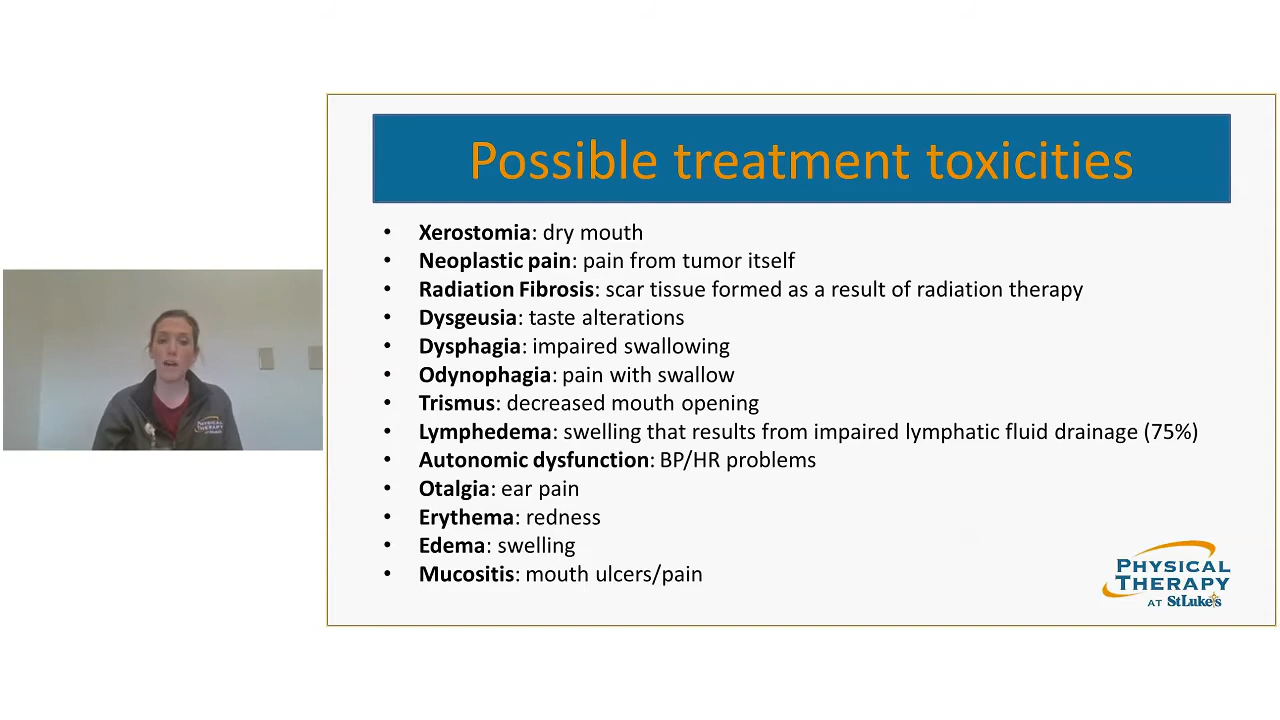 Possible treatment toxicities
• Xerostomia: dry mouth
• Neoplastic pain: pain from tumor itself
• Radiation Fibrosis: scar tissue formed as a result of radiation therapy
• Dysgeusia: taste alterations
• Dysphagia: impaired swallowing
• Odynophagia: pain with swallow
• Trismus: decreased mouth opening
• Lymphedema: swelling that results from impaired lymphatic fluid drainage (75%)
• Autonomic dysfunction: BP/HR problems
• Otalgia: ear pain
• Erythema: redness
• Edema: swelling
• Mucositis: mouth ulcers/pain
PHYSICAL
THERAPY
AT StLuke's
PHYSICAL
THERAPY